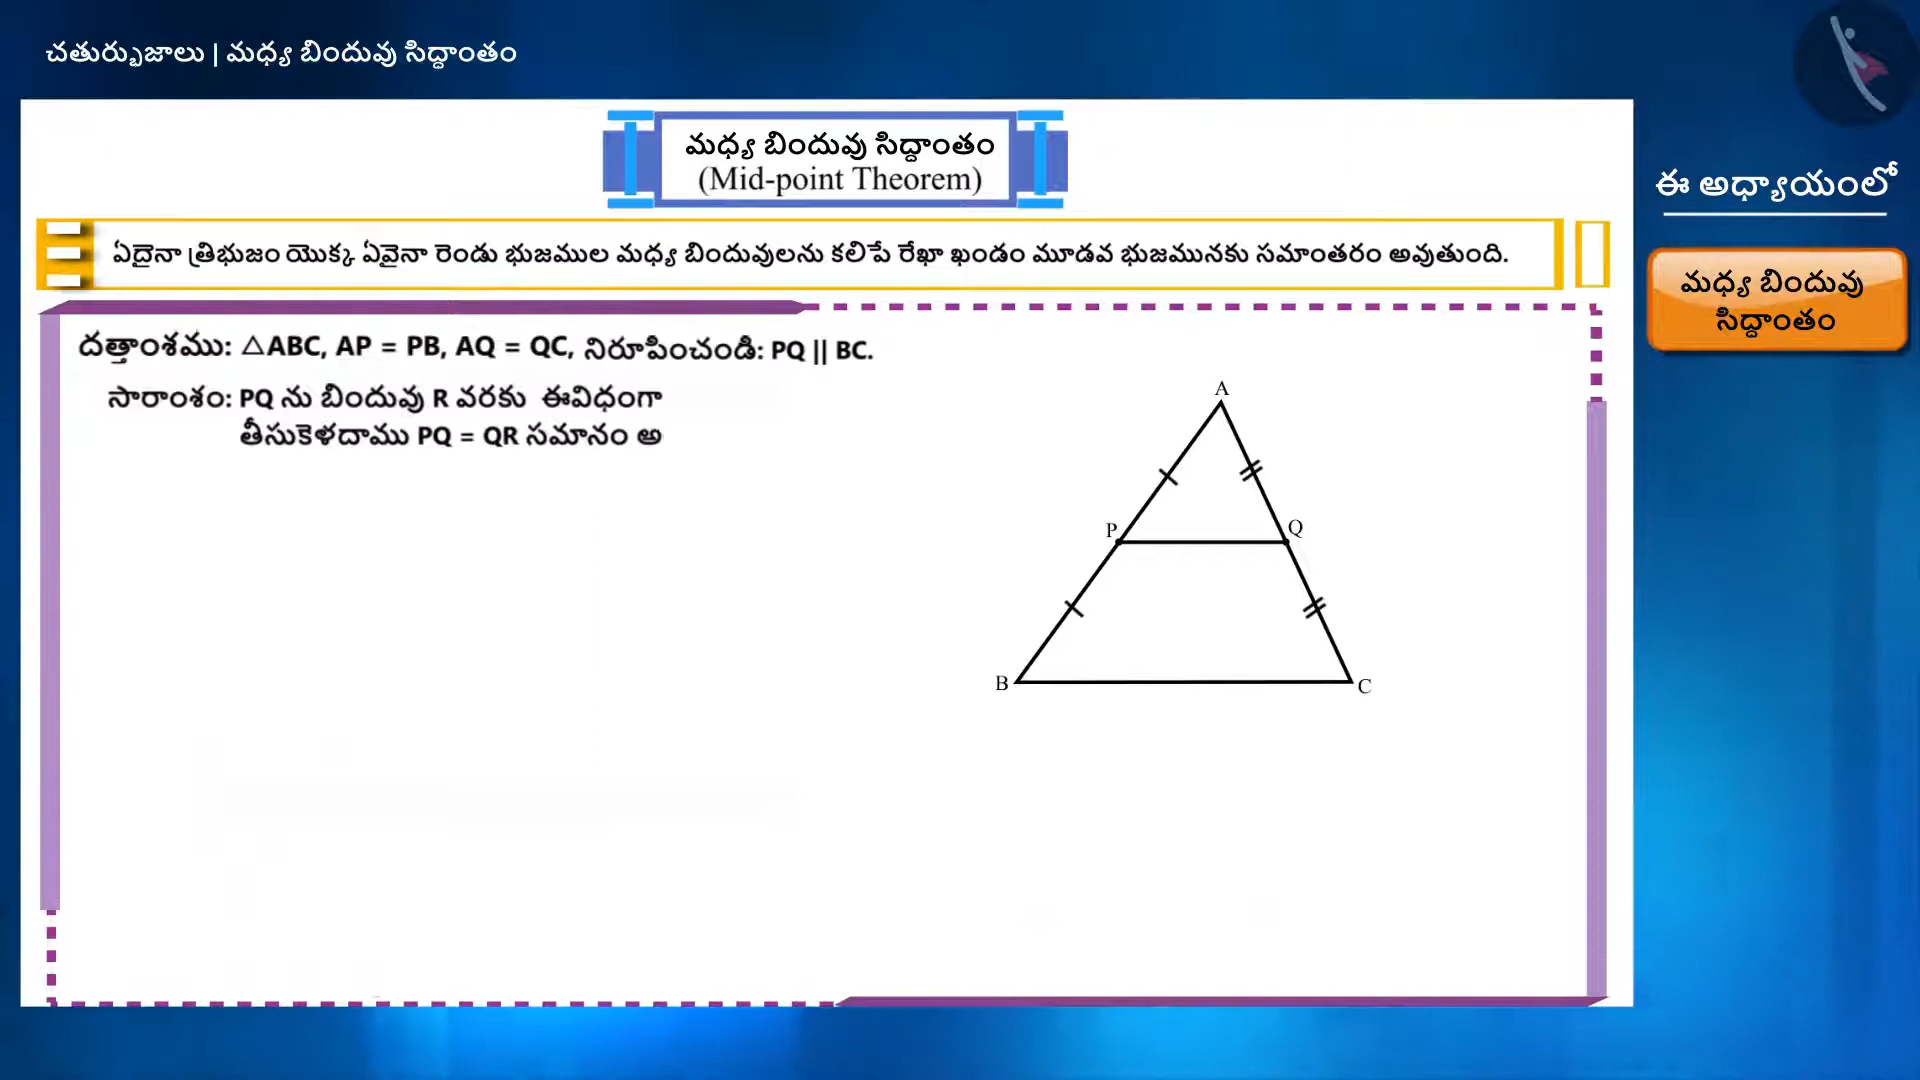 చతుర్భుజాలు | మధ్య బిందువు సిద్ధాంతం
మధ్య బిందువు సిద్ధాంతం
(Mid-point Theorem)
ఈ అధ్యాయంలో
మధ్య బిందువు
సిద్ధాంతం
ఏదైనా త్రిభుజం యొక్క ఏవైనా రెండు భుజముల మధ్య బిందువులను కలిపే రేఖా ఖండం మూడవ భుజమునకు సమాంతరం అవుతుంది.
దత్తాంశము: △ABC, AP = PB, AQ = QC, నిరూపించండి: PQ || BC.
సారాంశం: PQ ను బిందువు R వరకు ఈవిధంగా
తీసుకెళదాము PQ = QR సమానం అ
A
P
Q
B
C